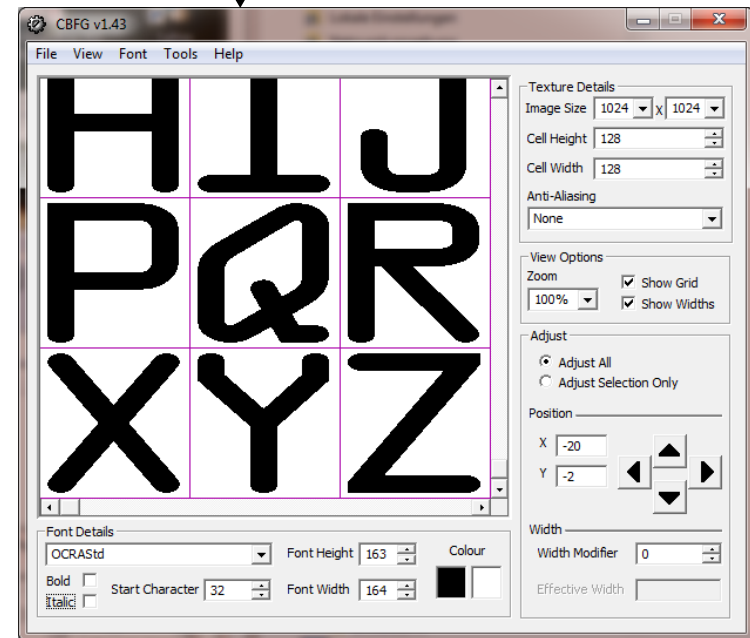 CBFG v1.43
File View Font Tools Help
H I J
P Q R
X Y Z
Texture Details
Image Size 1024 x 1024
Cell Height 128
Cell Width 128
Anti-Aliasing
None
View Options
Zoom
100%
Show Grid
Show Widths
Adjust
Adjust All
Adjust Selection Only
Position
X -20
Y -2
Width
Width Modifier 0
Effective Width
Font Details
OCRAStd
Font Height 163
Colour
Bold
Italic
Start Character 32
Font Width 164